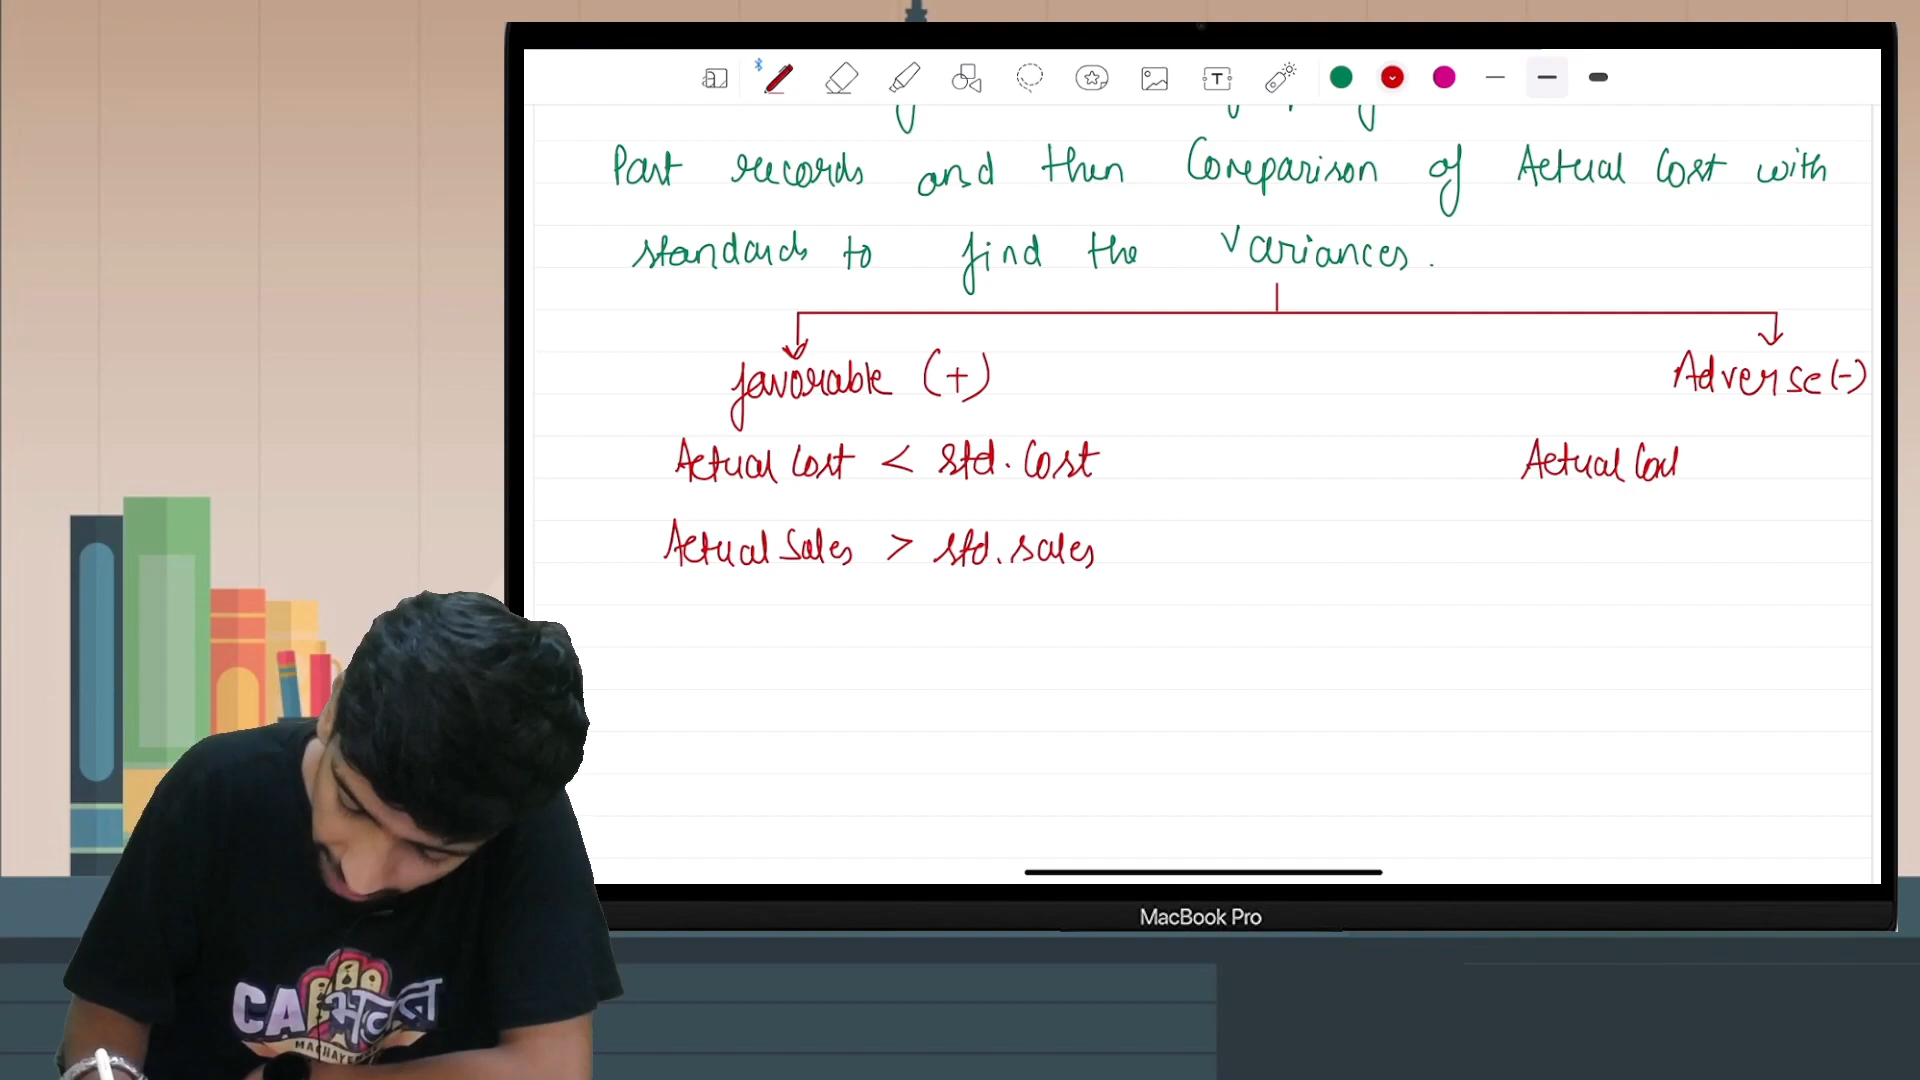 Past records and then Comparison of Actual Cost with
standards to find the Variances.
favorable (+)
Adverse (-)
Actual Cost < std. Cost
Actual Cost
Actual Sales > std. sales
MacBook Pro
CA भगत